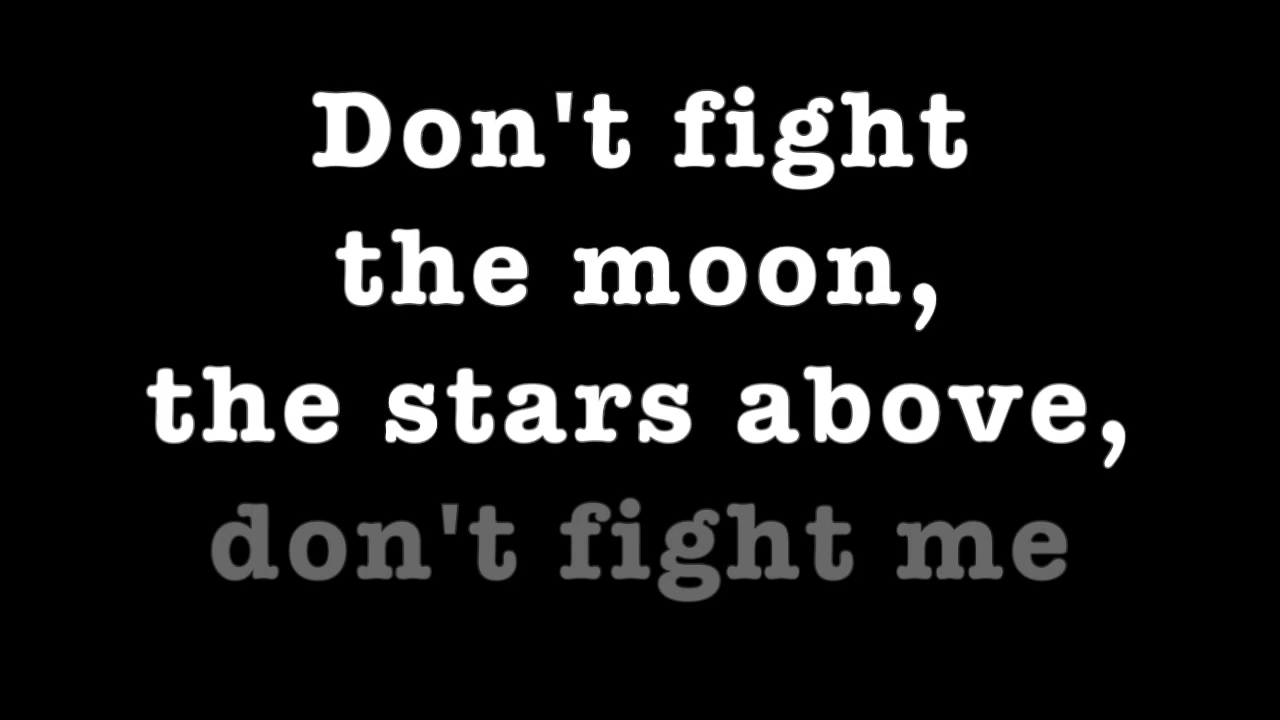 Don't fight
the moon,
the stars above,
don't fight me